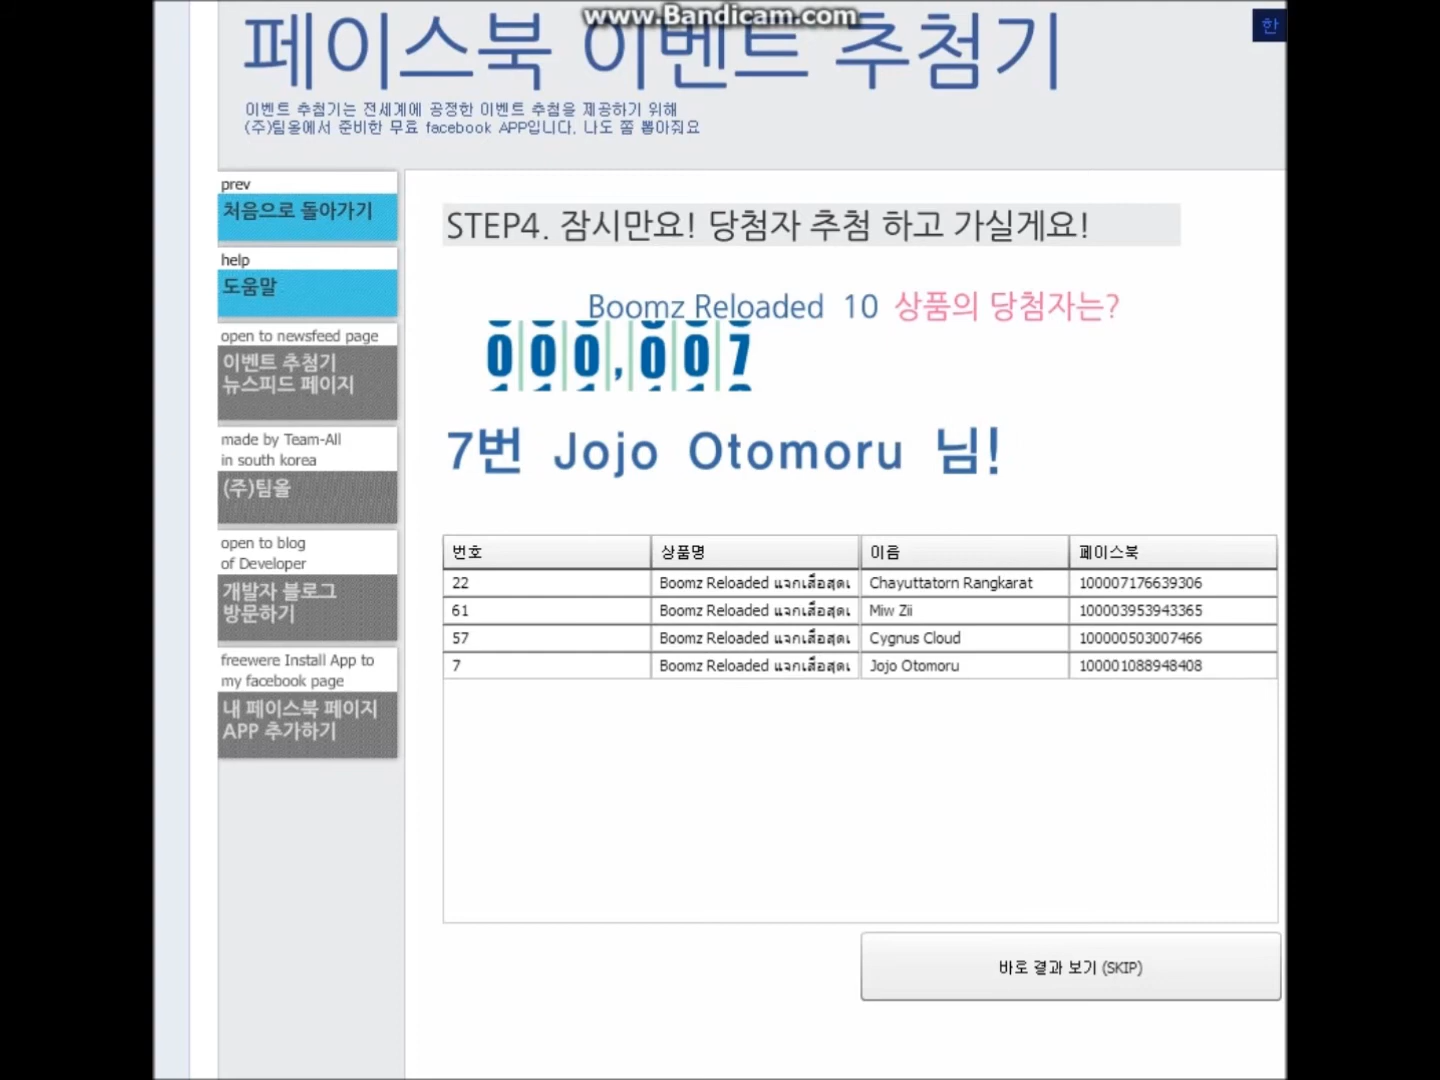 www.Bandicam.com
페이스북 이벤트 추첨기
한
이벤트 추첨기는 전세계에 공정한 이벤트 추첨을 제공하기 위해
(주)팀올에서 준비한 무료 facebook APP입니다. 나도 쫌 뽑아줘요
prev
처음으로 돌아가기
help
도움말
open to newsfeed page
이벤트 추첨기
뉴스피드 페이지
made by Team-All
in south korea
(주)팀올
open to blog
of Developer
개발자 블로그
방문하기
freewere Install App to
my facebook page
내 페이스북 페이지
APP 추가하기
STEP4. 잠시만요! 당첨자 추첨 하고 가실게요!
Boomz Reloaded 10 상품의 당첨자는?
000,007
7번 Jojo Otomoru 님!
번호 상품명 이름 페이스북
22 Boomz Reloaded แจกเสื้อสุดเ Chayuttatorn Rangkarat 100007176639306
61 Boomz Reloaded แจกเสื้อสุดเ Miw Zii 100003953943365
57 Boomz Reloaded แจกเสื้อสุดเ Cygnus Cloud 100000503007466
7 Boomz Reloaded แจกเสื้อสุดเ Jojo Otomoru 100001088948408
바로 결과 보기 (SKIP)